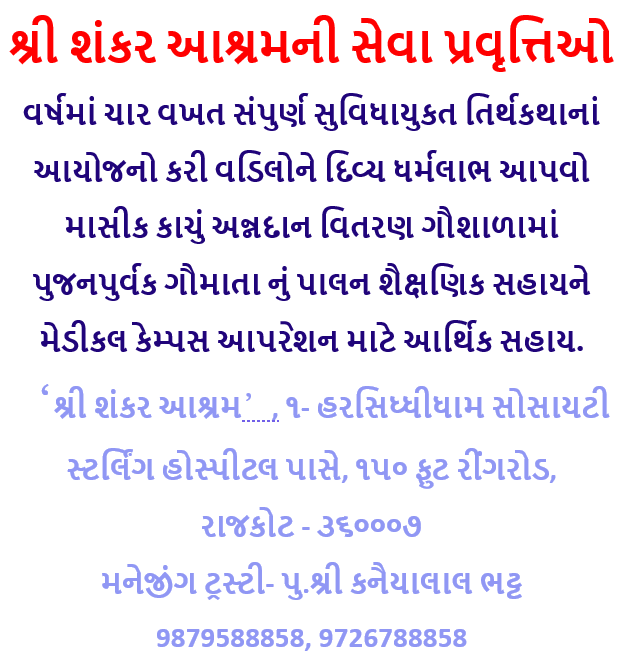 શ્રી શંકર આશ્રમની સેવા પ્રવૃત્તિઓ
વર્ષમાં ચાર વખત સંપુર્ણ સુવિધાયુકત તિર્થકથાનાં
આયોજનો કરી વડિલોને દિવ્ય ધર્મલાભ આપવો
માસીક કાયું અન્નદાન વિતરણ ગૌશાળામાં
પુજનપુર્વક ગૌમાતા નું પાલન શૈક્ષણિક સહાયને
મેડીકલ કેમ્પસ આપરેશન માટે આર્થિક સહાય.
‘શ્રી શંકર આશ્રમ’ , ૧- હરસિધ્ધીધામ સોસાયટી
સ્ટર્લિંગ હોસ્પીટલ પાસે, ૧૫૦ ફુટ રીંગરોડ,
રાજકોટ - ૩૬૦૦૦૭
મનેજીંગ ટ્રસ્ટી- પુ.શ્રી કનૈયાલાલ ભટ્ટ
9879588858, 9726788858